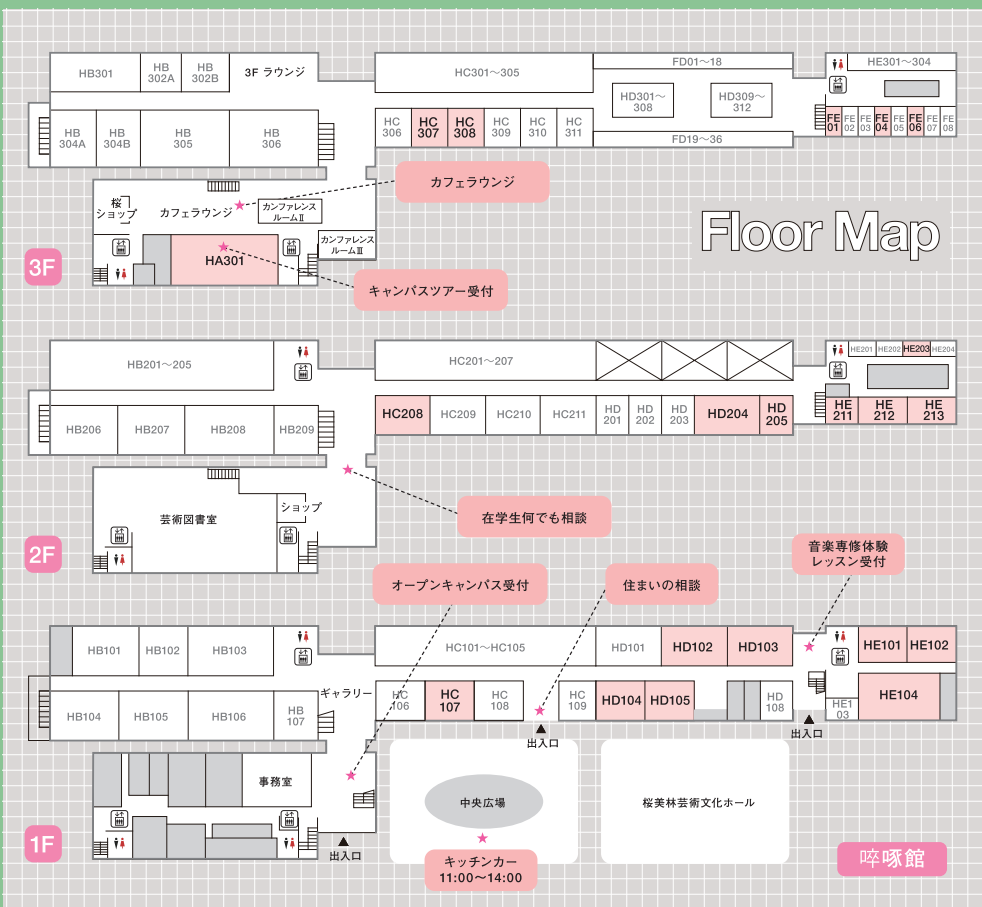 HB301
HB
302A
HB
302B
3F ラウンジ
HC301〜305
FD01〜18
HE301〜304
HD301〜
308
HD309〜
312
HB
304A
HB
304B
HB
305
HB
306
HC
306
HC
307
HC
308
HC
309
HC
310
HC
311
FD19〜36
FE
01
FE
02
FE
03
FE
04
FE
05
FE
06
FE
07
FE
08
カフェラウンジ
桜
ショップ
カフェラウンジ
カンファレンス
ルームⅡ
カンファレンス
ルームⅢ
HA301
キャンパスツアー受付
Floor Map
3F
HB201〜205
HC201〜207
HE201
HE202
HE203
HE204
HB206
HB207
HB208
HB209
HC208
HC209
HC210
HC211
HD
201
HD
202
HD
203
HD204
HD
205
HE
211
HE
212
HE
213
芸術図書室
ショップ
在学生何でも相談
2F
オープンキャンパス受付
住まいの相談
音楽専修体験
レッスン受付
HB101
HB102
HB103
HC101〜HC105
HD101
HD102
HD103
HE101
HE102
HB104
HB105
HB106
HB
107
ギャラリー
HC
106
HC
107
HC
108
HC
109
HD104
HD105
HD
108
HE1
03
HE104
出入口
出入口
事務室
中央広場
桜美林芸術文化ホール
1F
出入口
キッチンカー
11:00〜14:00
啐啄館